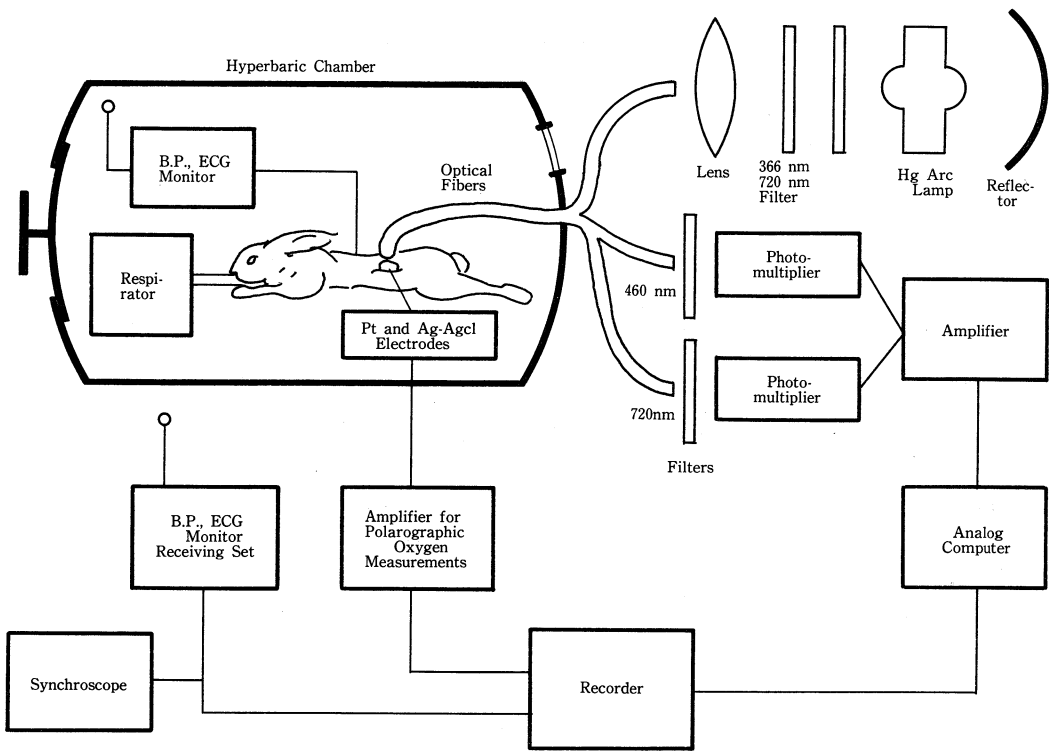 Hyperbaric Chamber
B.P., ECG
Monitor
Respi-
rator
Optical
Fibers
Pt and Ag-Agcl
Electrodes
Lens
366 nm
720 nm
Filter
Hg Arc
Lamp
Reflec-
tor
460 nm
Photo-
multiplier
720nm
Photo-
multiplier
Filters
Amplifier
B.P., ECG
Monitor
Receiving Set
Amplifier for
Polarographic
Oxygen
Measurements
Analog
Computer
Synchroscope
Recorder